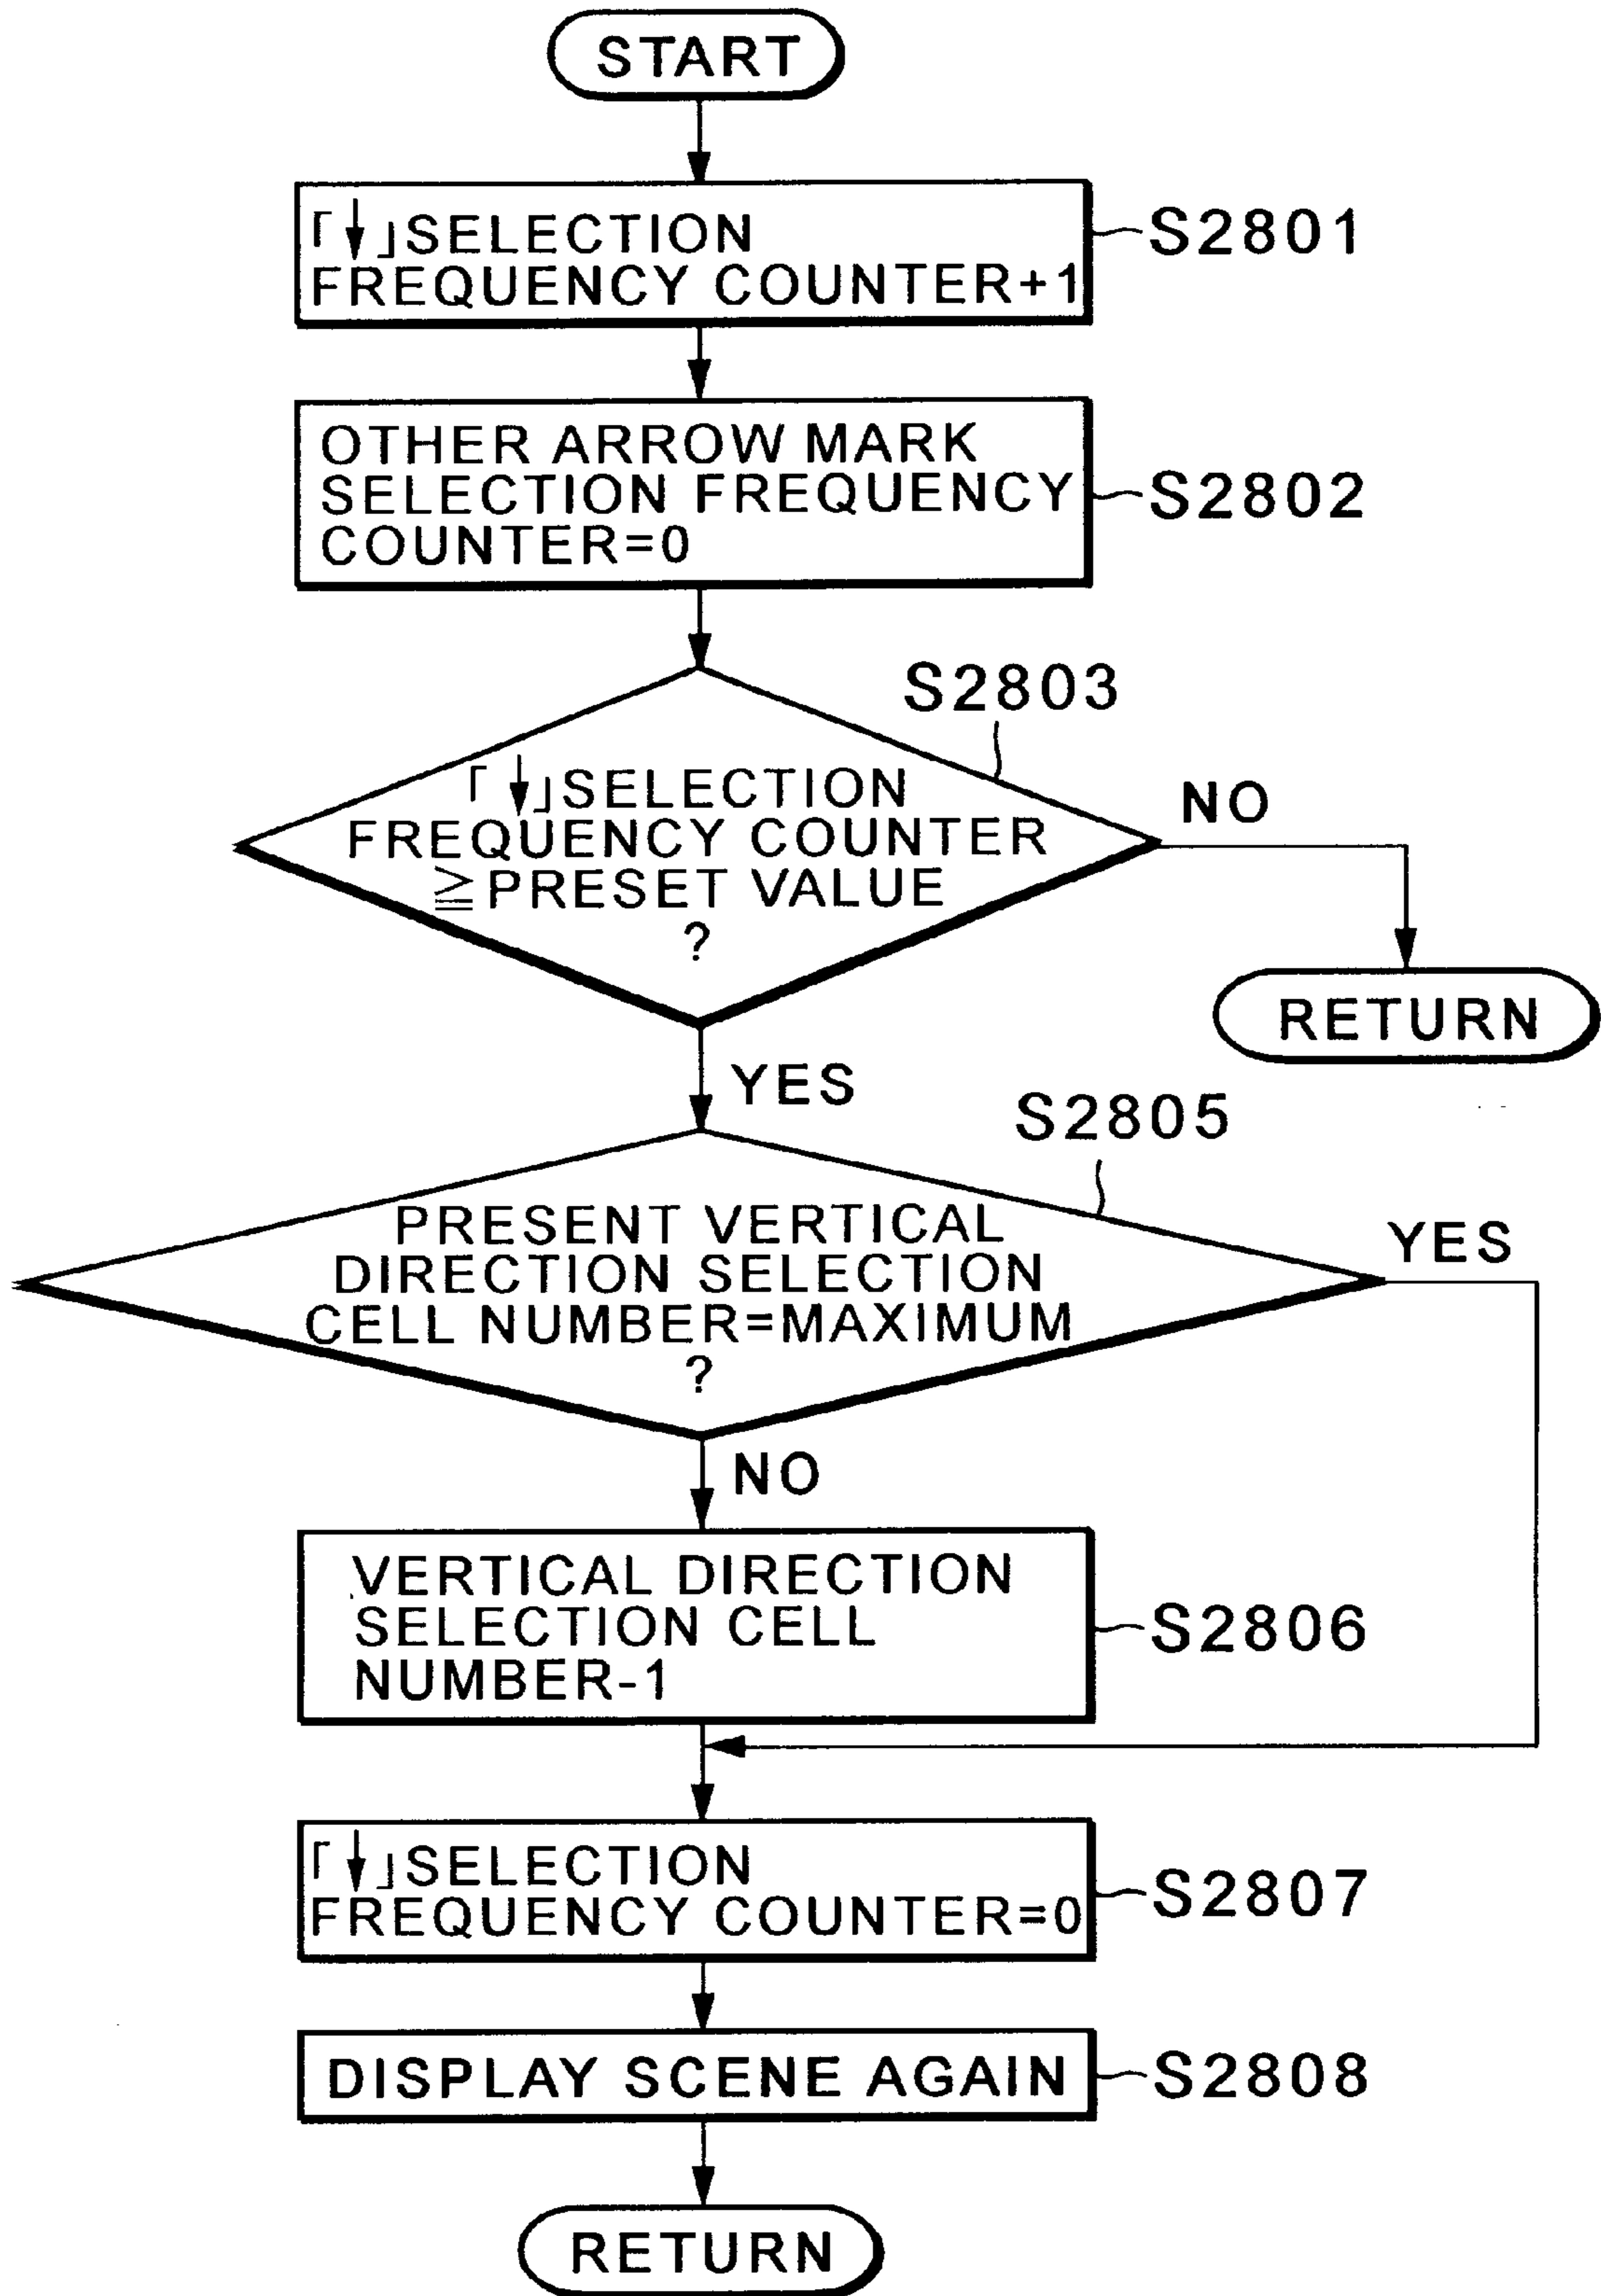 START
「↓」SELECTION
FREQUENCY COUNTER+1
S2801
OTHER ARROW MARK
SELECTION FREQUENCY
COUNTER=0
S2802
S2803
「↓」SELECTION
FREQUENCY COUNTER
≧PRESET VALUE
?
NO
RETURN
YES
S2805
PRESENT VERTICAL
DIRECTION SELECTION
CELL NUMBER=MAXIMUM
?
YES
NO
VERTICAL DIRECTION
SELECTION CELL
NUMBER-1
S2806
「↓」SELECTION
FREQUENCY COUNTER=0
S2807
DISPLAY SCENE AGAIN
S2808
RETURN